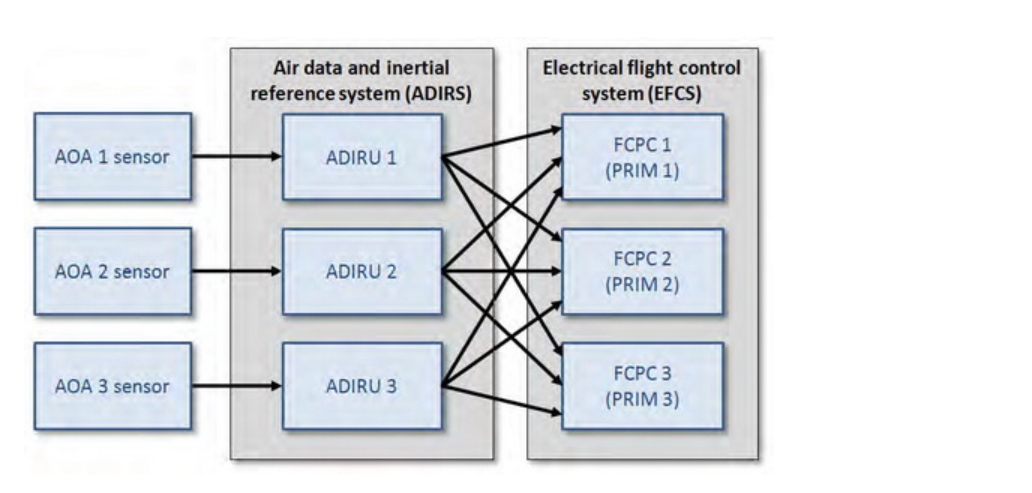 Air data and inertial
reference system (ADIRS)
Electrical flight control
system (EFCS)
AOA 1 sensor
ADIRU 1
FCPC 1
(PRIM 1)
AOA 2 sensor
ADIRU 2
FCPC 2
(PRIM 2)
AOA 3 sensor
ADIRU 3
FCPC 3
(PRIM 3)